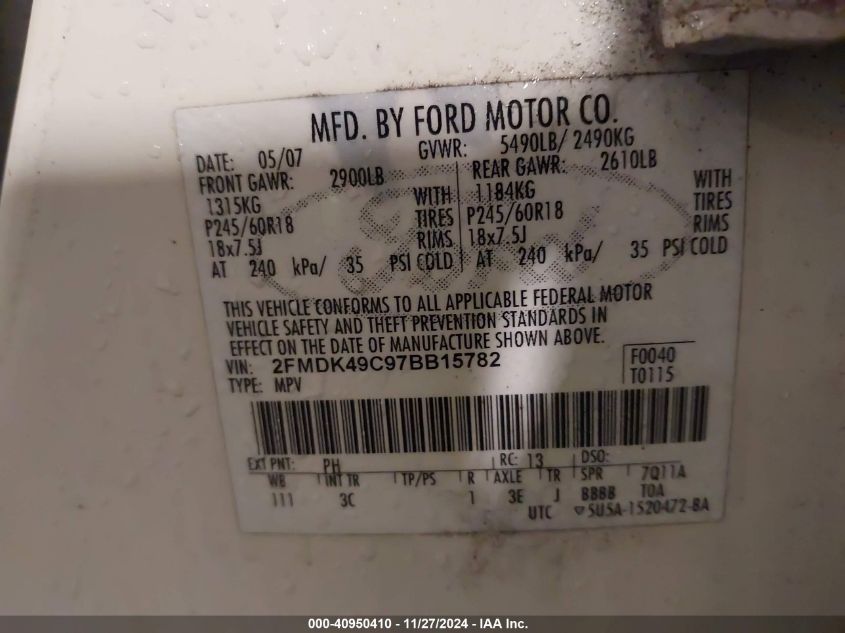 MFD. BY FORD MOTOR CO.
DATE: 05/07 GVWR: 5490LB/ 2490KG
FRONT GAWR: 2900LB REAR GAWR: 2610LB
1315KG WITH 1184KG WITH
P245/60R18 TIRES P245/60R18 TIRES
18x7.5J RIMS 18x7.5J RIMS
AT 240 kPa/ 35 PSI COLD AT 240 kPa/ 35 PSI COLD
THIS VEHICLE CONFORMS TO ALL APPLICABLE FEDERAL MOTOR
VEHICLE SAFETY AND THEFT PREVENTION STANDARDS IN
EFFECT ON THE DATE OF MANUFACTURE SHOWN ABOVE.
VIN: 2FMDK49C97BB15782 F0040
TYPE: MPV T0115
EXT PNT: PH RC: 13 DSO:
WB INT TR TP/PS R AXLE TR SPR 7Q11A
111 3C 1 3E J BBBB TOA
UTC ▽5U5A-1520472-BA
000-40950410 - 11/27/2024 - IAA Inc.